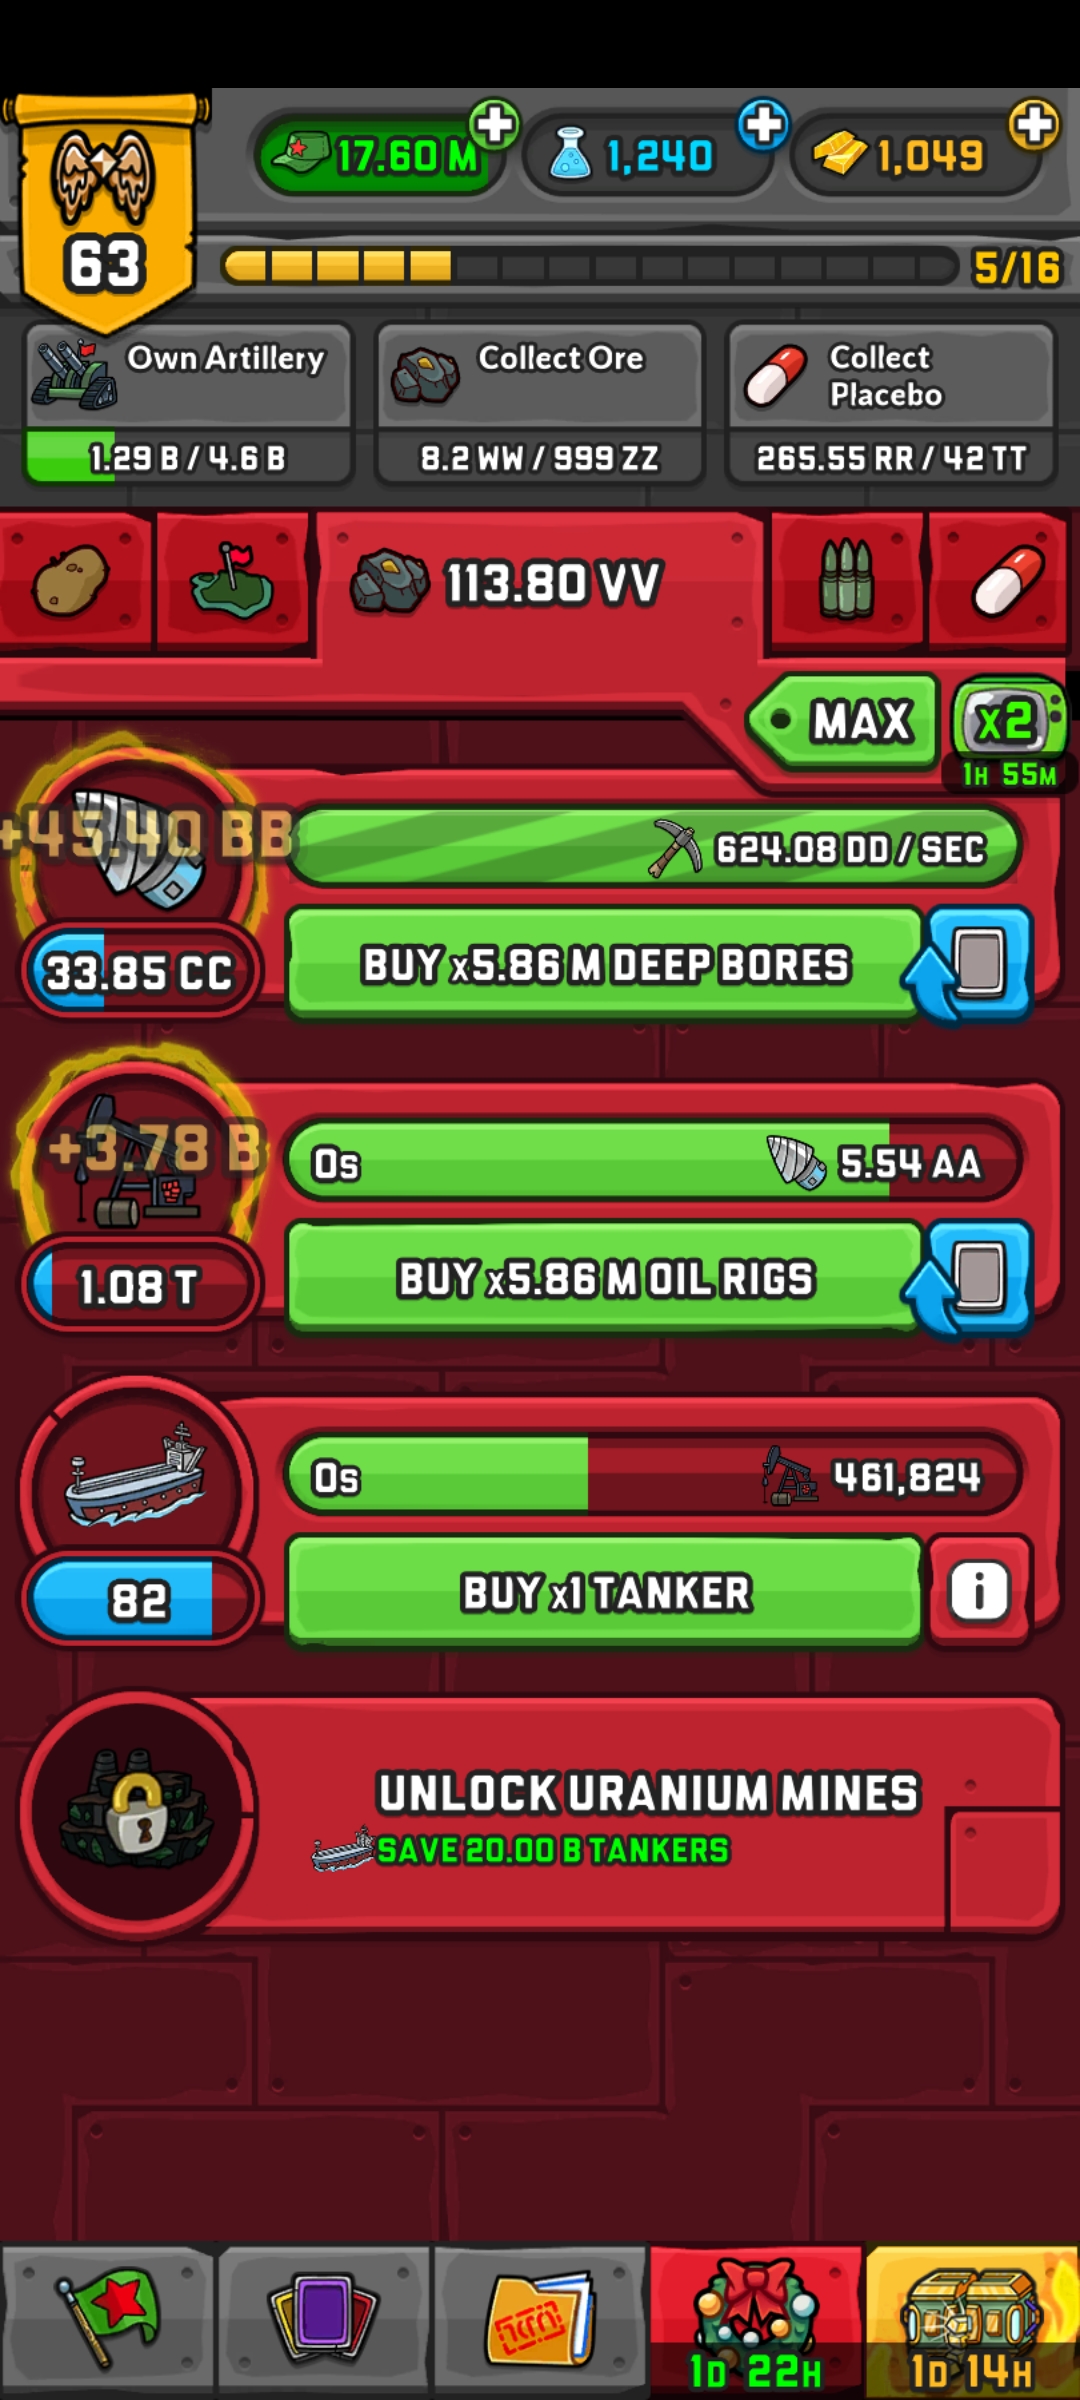 17.60 M
1,240
1,049
63
5/16
Own Artillery
1.29 B / 4.6 B
Collect Ore
8.2 WW / 999 ZZ
Collect
Placebo
265.55 RR / 42 TT
113.80 VV
MAX
x2
1H 55M
+45.40 BB
624.08 DD / SEC
33.85 CC
BUY x5.86 M DEEP BORES
+3.78 B
0s
5.54 AA
1.08 T
BUY x5.86 M OIL RIGS
0s
461,824
82
BUY x1 TANKER
i
UNLOCK URANIUM MINES
SAVE 20.00 B TANKERS
1D 22H
1D 14H